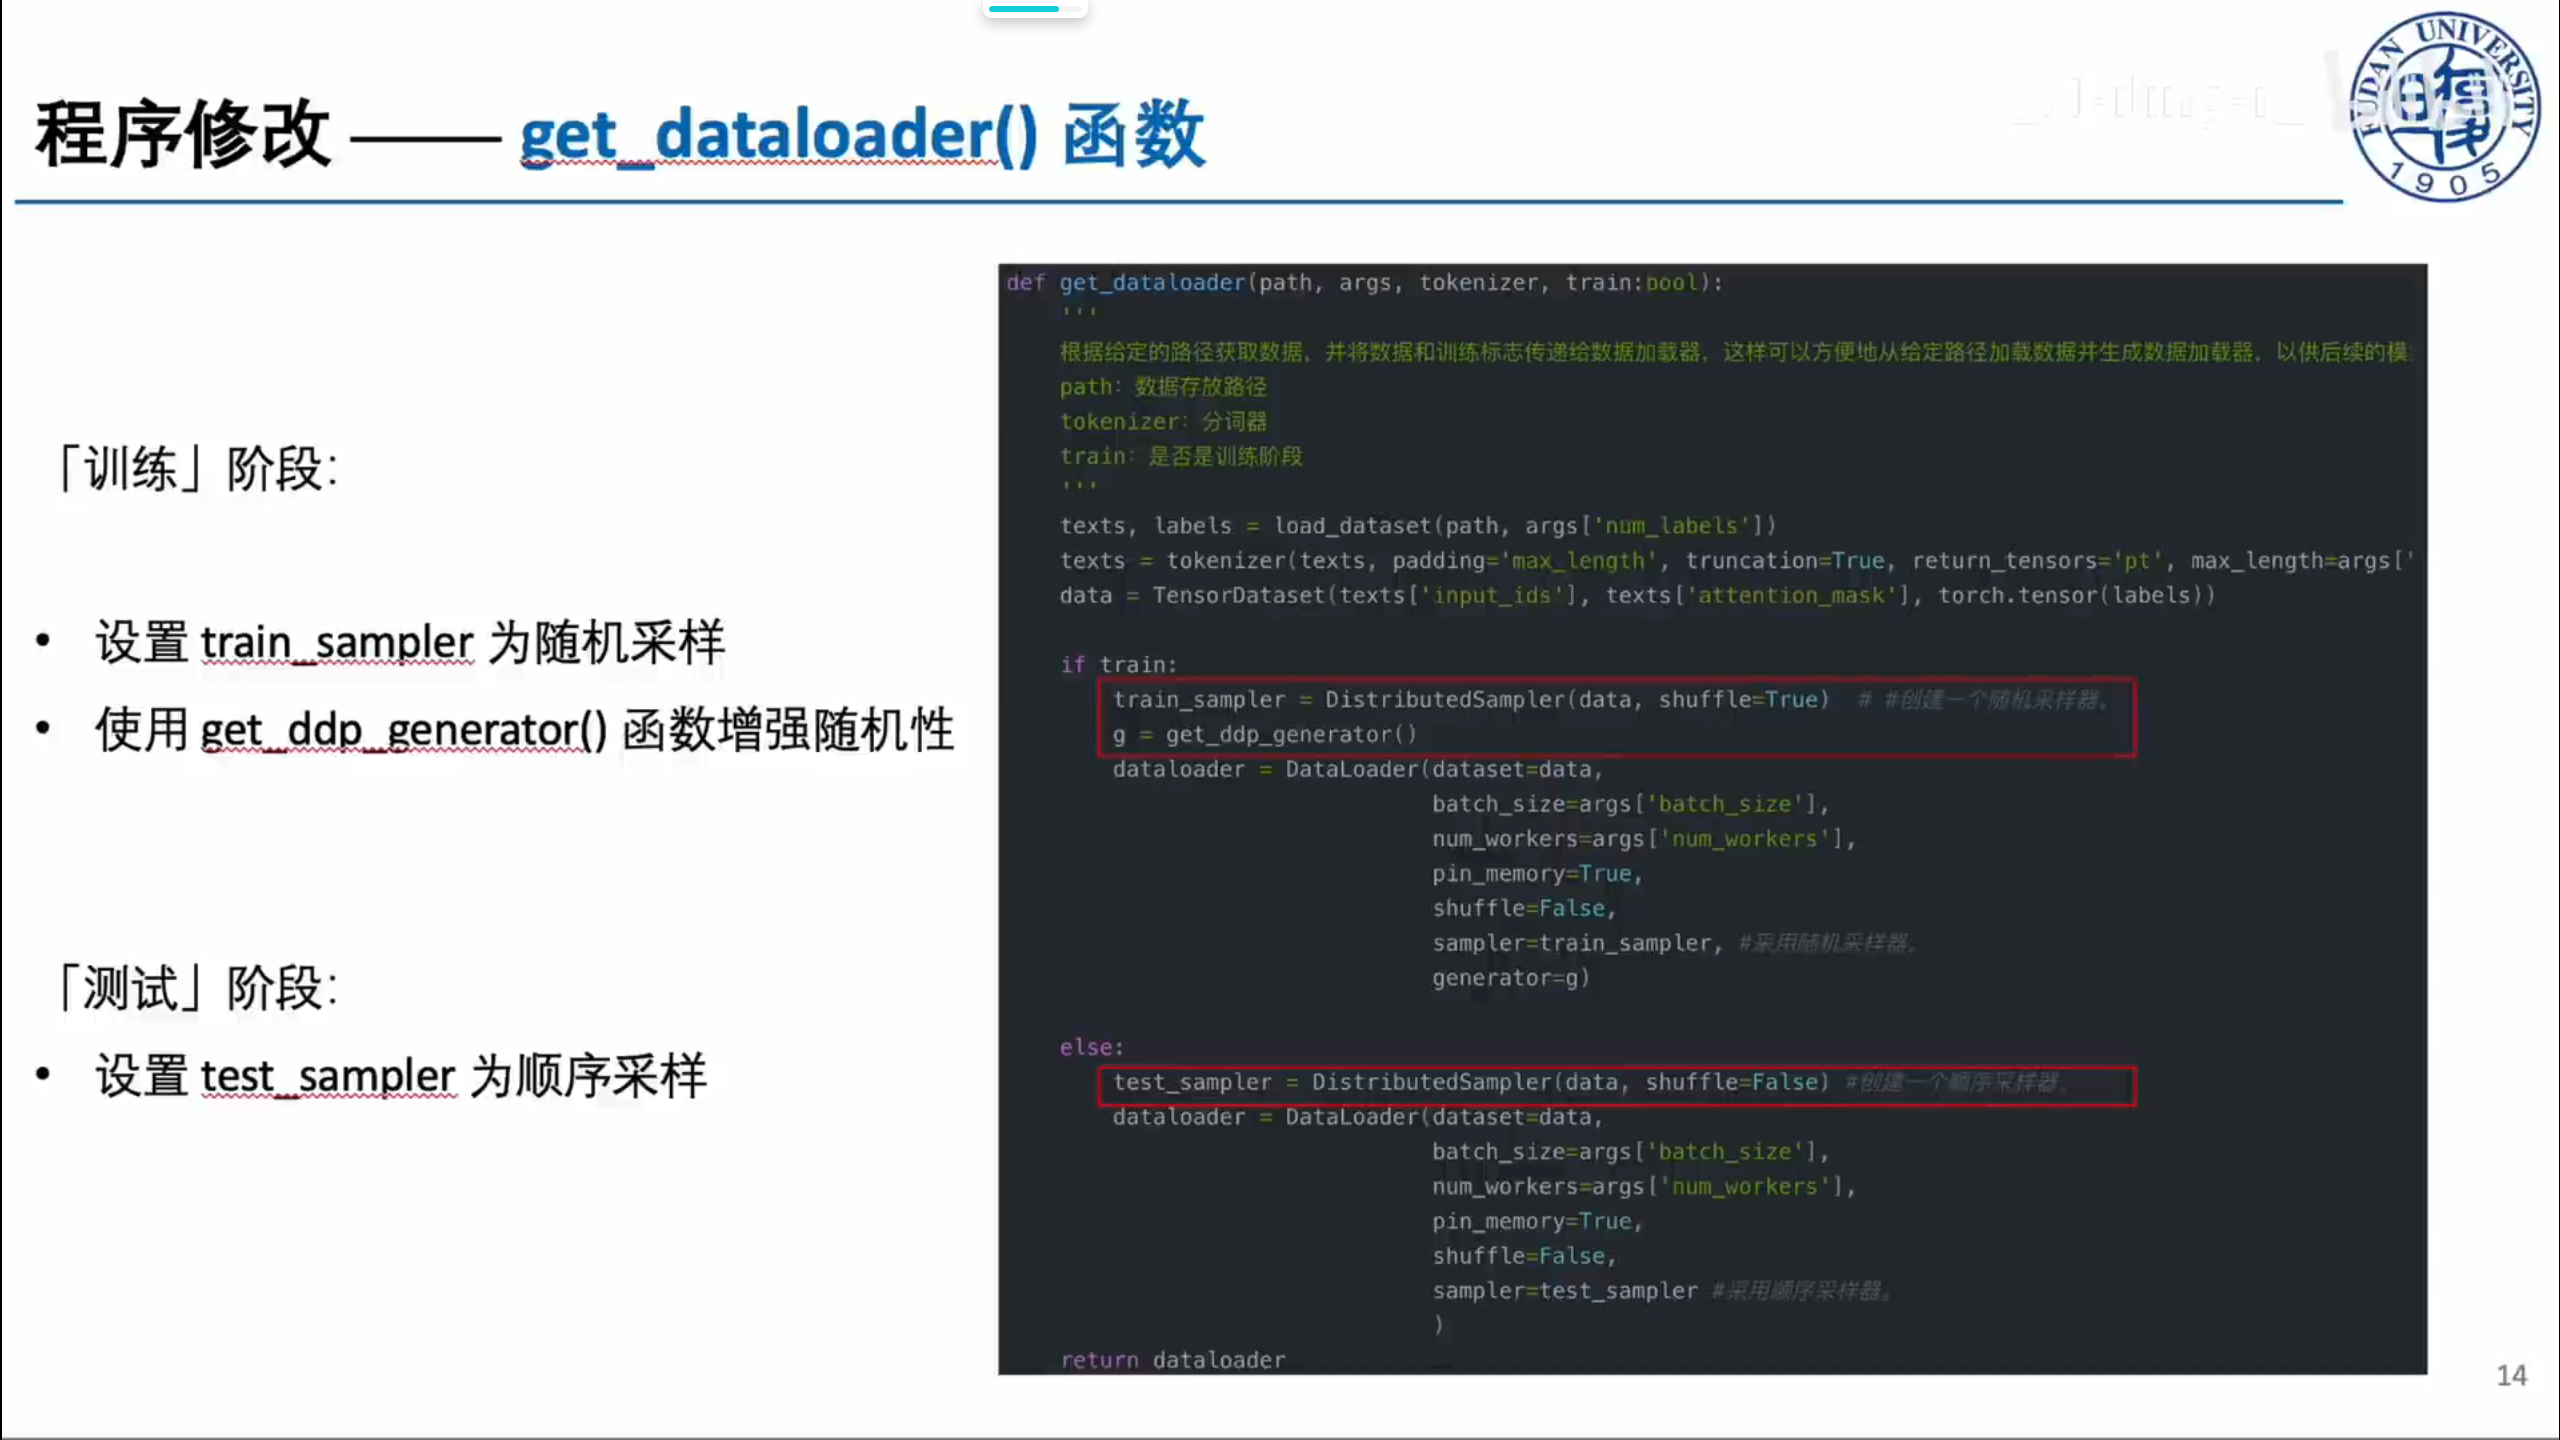 程序修改 —— get_dataloader() 函数
FUDAN UNIVERSITY
1905
「训练」阶段：
• 设置 train_sampler 为随机采样
• 使用 get_ddp_generator() 函数增强随机性
「测试」阶段：
• 设置 test_sampler 为顺序采样
def get_dataloader(path, args, tokenizer, train:bool):
'''
根据给定的路径获取数据，并将数据和训练标志传递给数据加载器，这样可以方便地从给定路径加载数据并生成数据加载器，以供后续的模
path：数据存放路径
tokenizer：分词器
train：是否是训练阶段
'''
texts, labels = load_dataset(path, args['num_labels'])
texts = tokenizer(texts, padding='max_length', truncation=True, return_tensors='pt', max_length=args['
data = TensorDataset(texts['input_ids'], texts['attention_mask'], torch.tensor(labels))
if train:
train_sampler = DistributedSampler(data, shuffle=True) # #创建一个随机采样器。
g = get_ddp_generator()
dataloader = DataLoader(dataset=data,
batch_size=args['batch_size'],
num_workers=args['num_workers'],
pin_memory=True,
shuffle=False,
sampler=train_sampler, #采用随机采样器。
generator=g)
else:
test_sampler = DistributedSampler(data, shuffle=False) #创建一个顺序采样器。
dataloader = DataLoader(dataset=data,
batch_size=args['batch_size'],
num_workers=args['num_workers'],
pin_memory=True,
shuffle=False,
sampler=test_sampler #采用顺序采样器。
)
return dataloader
14